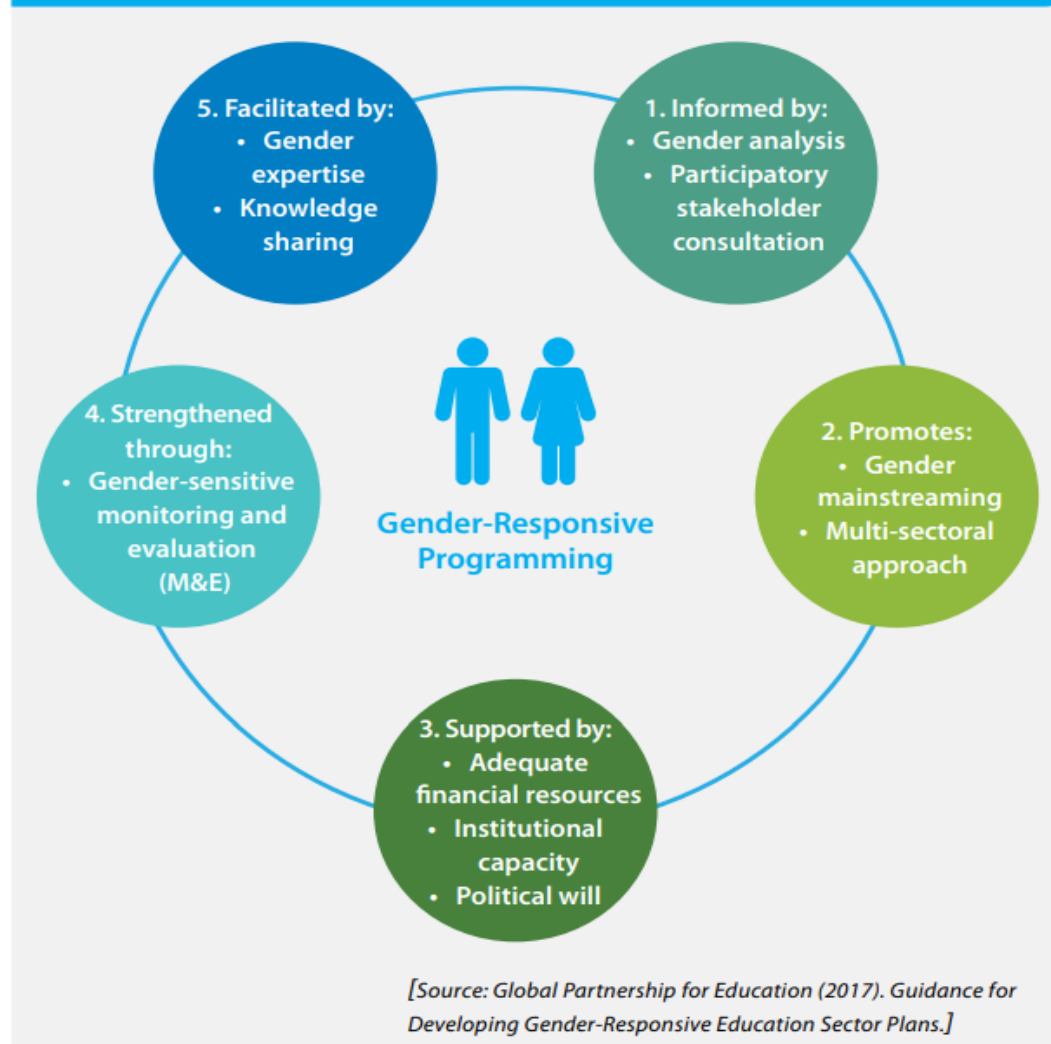 5. Facilitated by:
• Gender
expertise
• Knowledge
sharing
1. Informed by:
• Gender analysis
• Participatory
stakeholder
consultation
4. Strengthened
through:
• Gender-sensitive
monitoring and
evaluation
(M&E)
Gender-Responsive
Programming
2. Promotes:
• Gender
mainstreaming
• Multi-sectoral
approach
3. Supported by:
• Adequate
financial resources
• Institutional
capacity
• Political will
[Source: Global Partnership for Education (2017). Guidance for
Developing Gender-Responsive Education Sector Plans.]